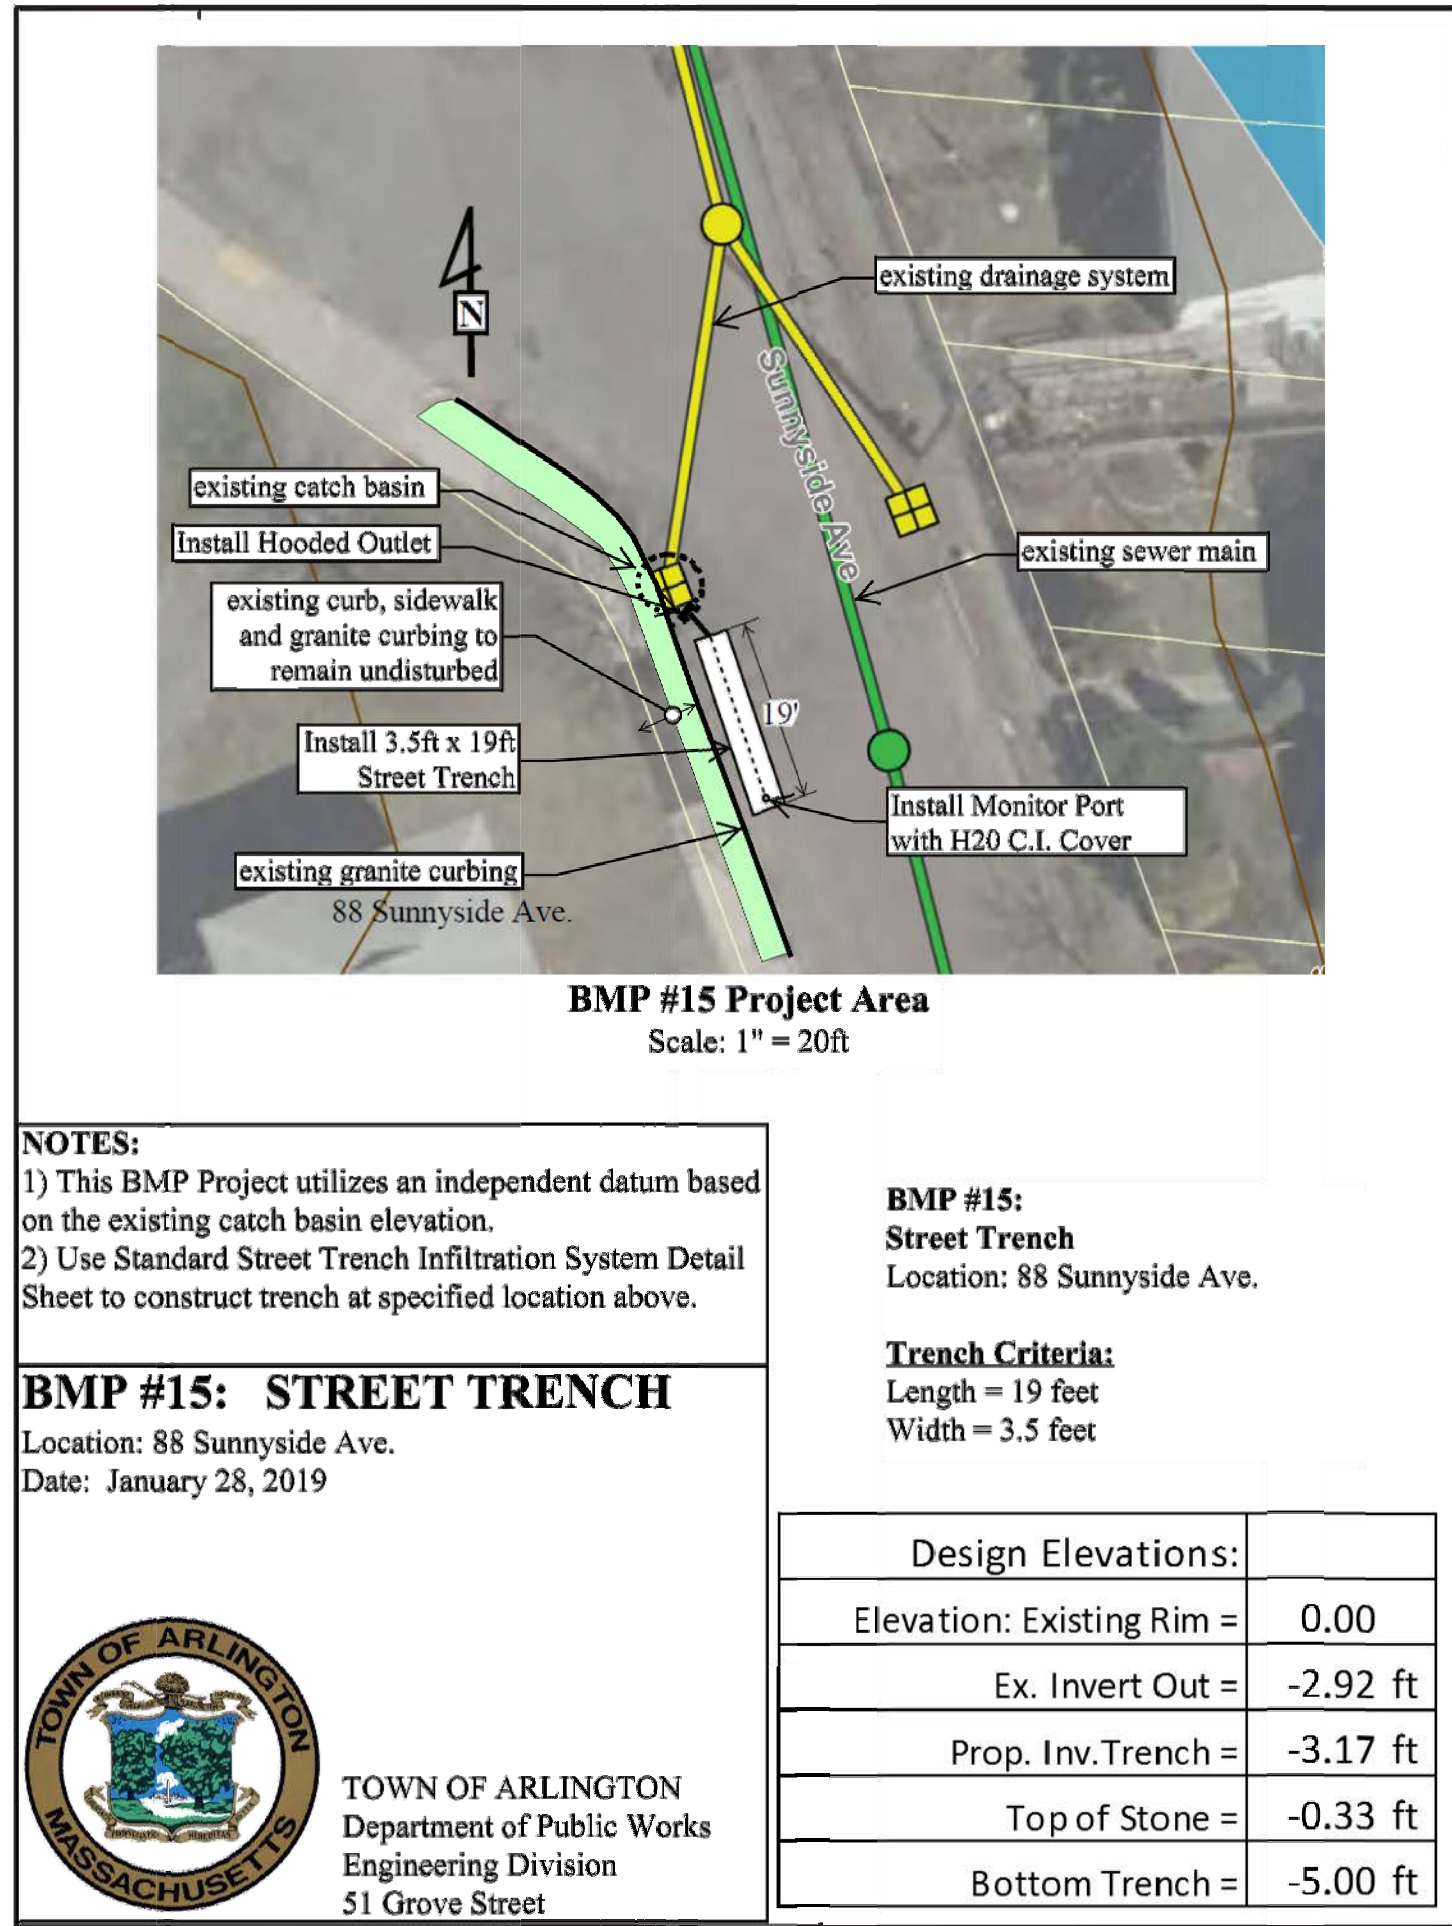 existing drainage system
N
Sunnyside Ave
existing catch basin
Install Hooded Outlet
existing sewer main
existing curb, sidewalk
and granite curbing to
remain undisturbed
19'
Install 3.5ft x 19ft
Street Trench
Install Monitor Port
with H20 C.I. Cover
existing granite curbing
88 Sunnyside Ave.
BMP #15 Project Area
Scale: 1" = 20ft
NOTES:
1) This BMP Project utilizes an independent datum based
on the existing catch basin elevation.
2) Use Standard Street Trench Infiltration System Detail
Sheet to construct trench at specified location above.
BMP #15:
Street Trench
Location: 88 Sunnyside Ave.
Trench Criteria:
Length = 19 feet
Width = 3.5 feet
BMP #15: STREET TRENCH
Location: 88 Sunnyside Ave.
Date: January 28, 2019
Design Elevations:
Elevation: Existing Rim = 0.00
Ex. Invert Out = -2.92 ft
Prop. Inv.Trench = -3.17 ft
Top of Stone = -0.33 ft
Bottom Trench = -5.00 ft
TOWN OF ARLINGTON
MASSACHUSETTS
TOWN OF ARLINGTON
Department of Public Works
Engineering Division
51 Grove Street